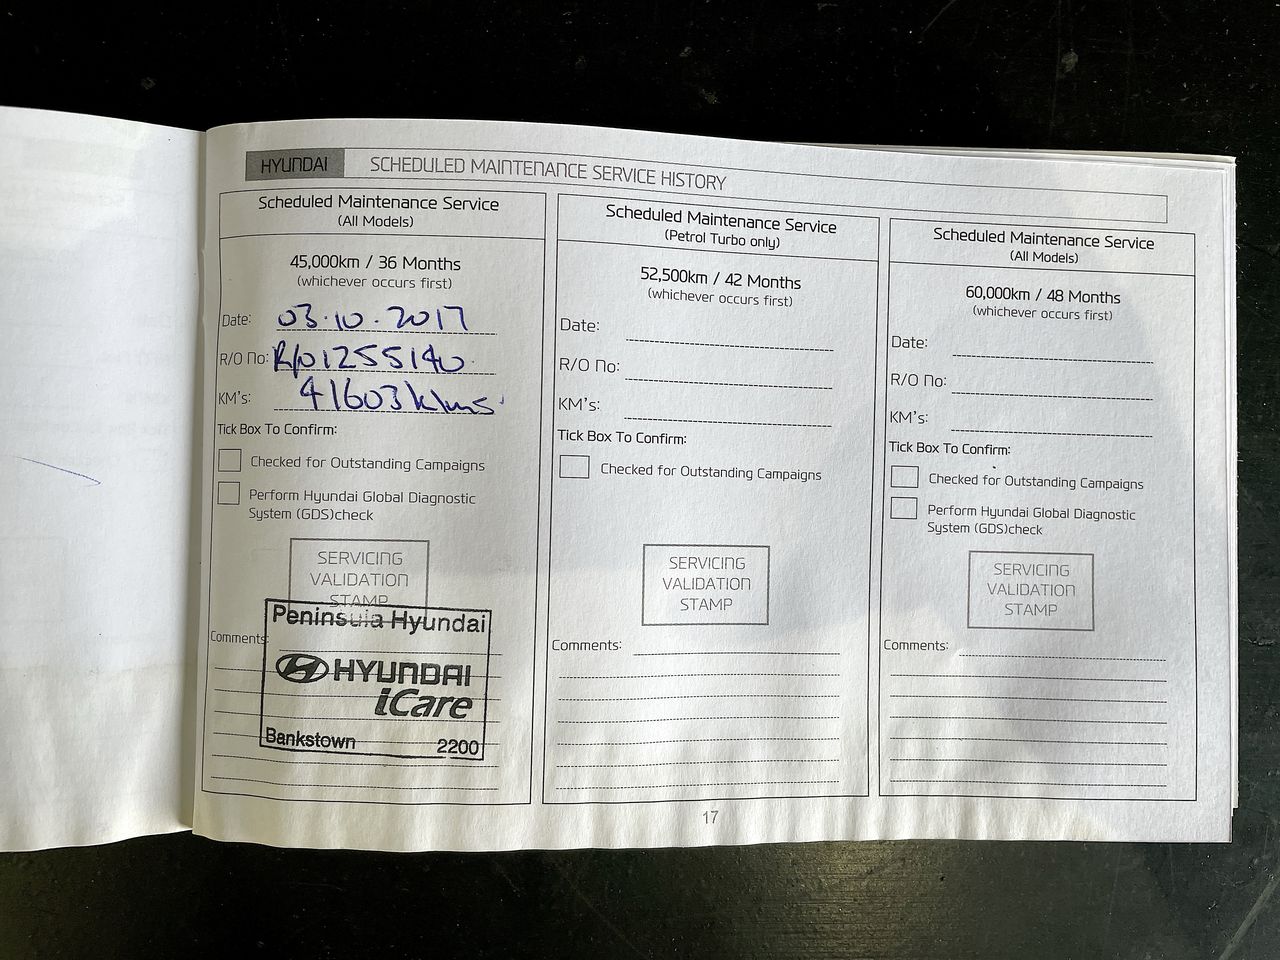 HYUNDAI SCHEDULED MAINTENANCE SERVICE HISTORY
Scheduled Maintenance Service
(All Models)
45,000km / 36 Months
(whichever occurs first)
Date: 03.10.2017
R/O No: R/O1255140
KM's: 41603 klms
Tick Box To Confirm:
Checked for Outstanding Campaigns
Perform Hyundai Global Diagnostic
System (GDS)check
SERVICING
VALIDATION
STAMP
Peninsula Hyundai
Comments:
HYUNDAI
iCare
Bankstown 2200
Scheduled Maintenance Service
(Petrol Turbo only)
52,500km / 42 Months
(whichever occurs first)
Date:
R/O No:
KM's:
Tick Box To Confirm:
Checked for Outstanding Campaigns
SERVICING
VALIDATION
STAMP
Comments:
Scheduled Maintenance Service
(All Models)
60,000km / 48 Months
(whichever occurs first)
Date:
R/O No:
KM's:
Tick Box To Confirm:
Checked for Outstanding Campaigns
Perform Hyundai Global Diagnostic
System (GDS)check
SERVICING
VALIDATION
STAMP
Comments:
17